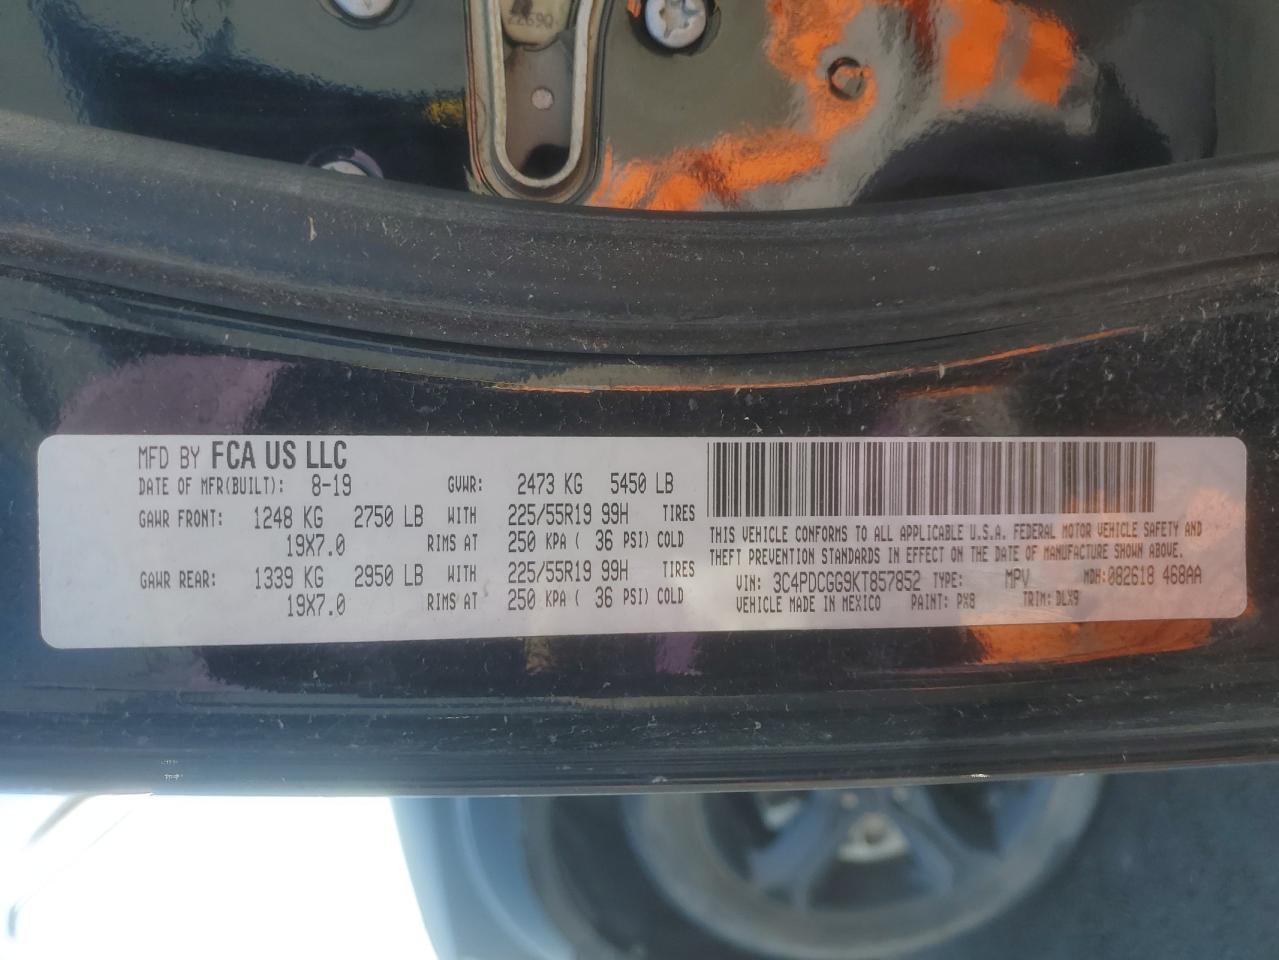 22690
MFD BY FCA US LLC
DATE OF MFR(BUILT): 8-19 GVWR: 2473 KG 5450 LB
GAWR FRONT: 1248 KG 2750 LB WITH 225/55R19 99H TIRES
19X7.0 RIMS AT 250 KPA ( 36 PSI) COLD
GAWR REAR: 1339 KG 2950 LB WITH 225/55R19 99H TIRES
19X7.0 RIMS AT 250 KPA ( 36 PSI) COLD
THIS VEHICLE CONFORMS TO ALL APPLICABLE U.S.A. FEDERAL MOTOR VEHICLE SAFETY AND
THEFT PREVENTION STANDARDS IN EFFECT ON THE DATE OF MANUFACTURE SHOWN ABOVE.
VIN: 3C4PDCGG9KT857852 TYPE: MPV MDH:082618 468AA
VEHICLE MADE IN MEXICO PAINT: PX8 TRIM: DLX9